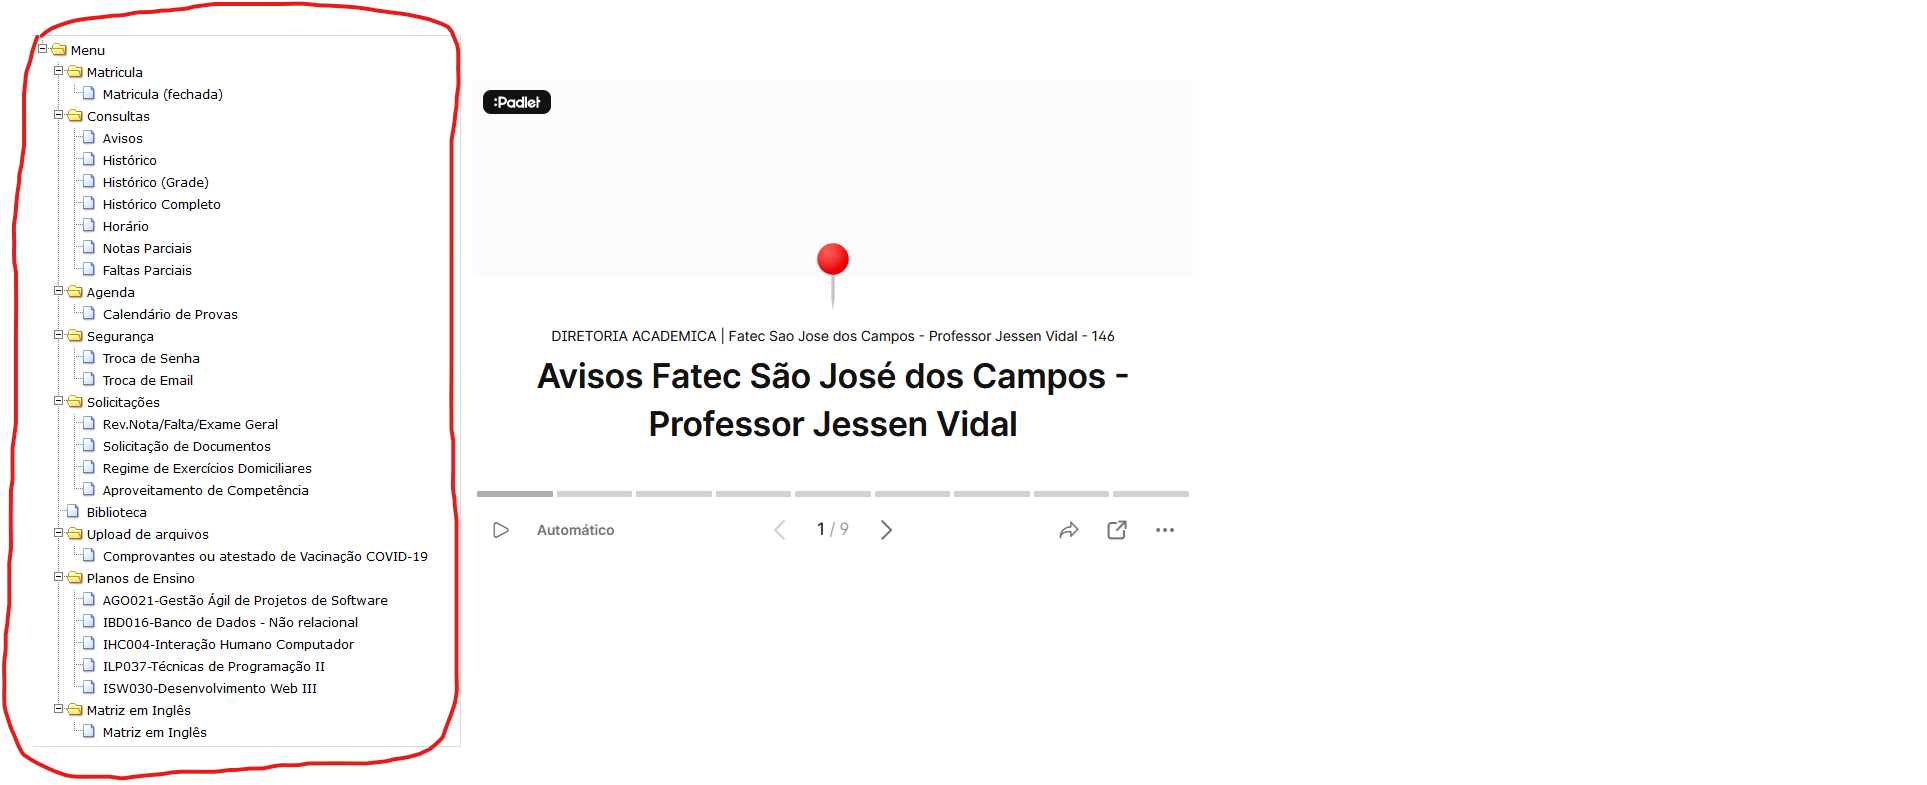 Menu
Matricula
Matricula (fechada)
Consultas
Avisos
Histórico
Histórico (Grade)
Histórico Completo
Horário
Notas Parciais
Faltas Parciais
Agenda
Calendário de Provas
Segurança
Troca de Senha
Troca de Email
Solicitações
Rev.Nota/Falta/Exame Geral
Solicitação de Documentos
Regime de Exercícios Domiciliares
Aproveitamento de Competência
Biblioteca
Upload de arquivos
Comprovantes ou atestado de Vacinação COVID-19
Planos de Ensino
AGO021-Gestão Ágil de Projetos de Software
IBD016-Banco de Dados - Não relacional
IHC004-Interação Humano Computador
ILP037-Técnicas de Programação II
ISW030-Desenvolvimento Web III
Matriz em Inglês
Matriz em Inglês
:Padlet
DIRETORIA ACADEMICA | Fatec Sao Jose dos Campos - Professor Jessen Vidal - 146
Avisos Fatec São José dos Campos -
Professor Jessen Vidal
Automático
1 / 9